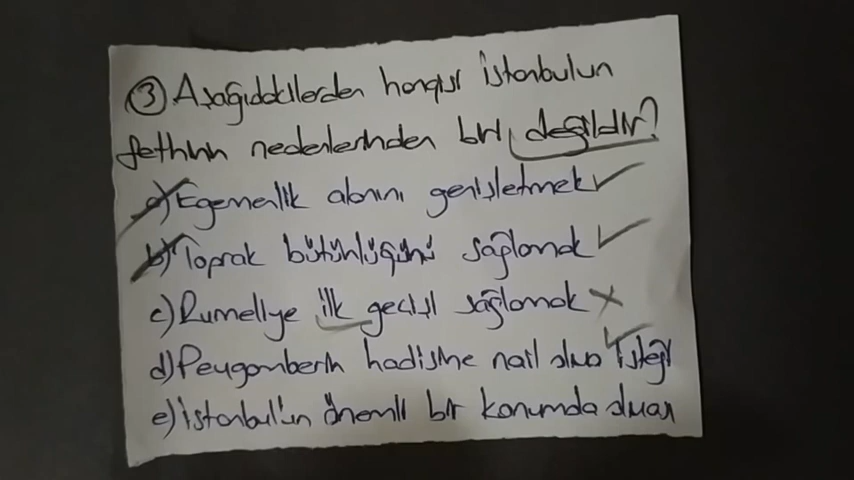 3 Aşağıdakilerden hangisi İstanbulun
fethinin nedenlerinden biri değildir?
a) Egemenlik alanını genişletmek
b) Toprak bütünlüğünü sağlamak
c) Rumeliye ilk geçişi sağlamak
d) Peygamberin hadisine nail olma isteği
e) İstanbul'un önemli bir konumda olması